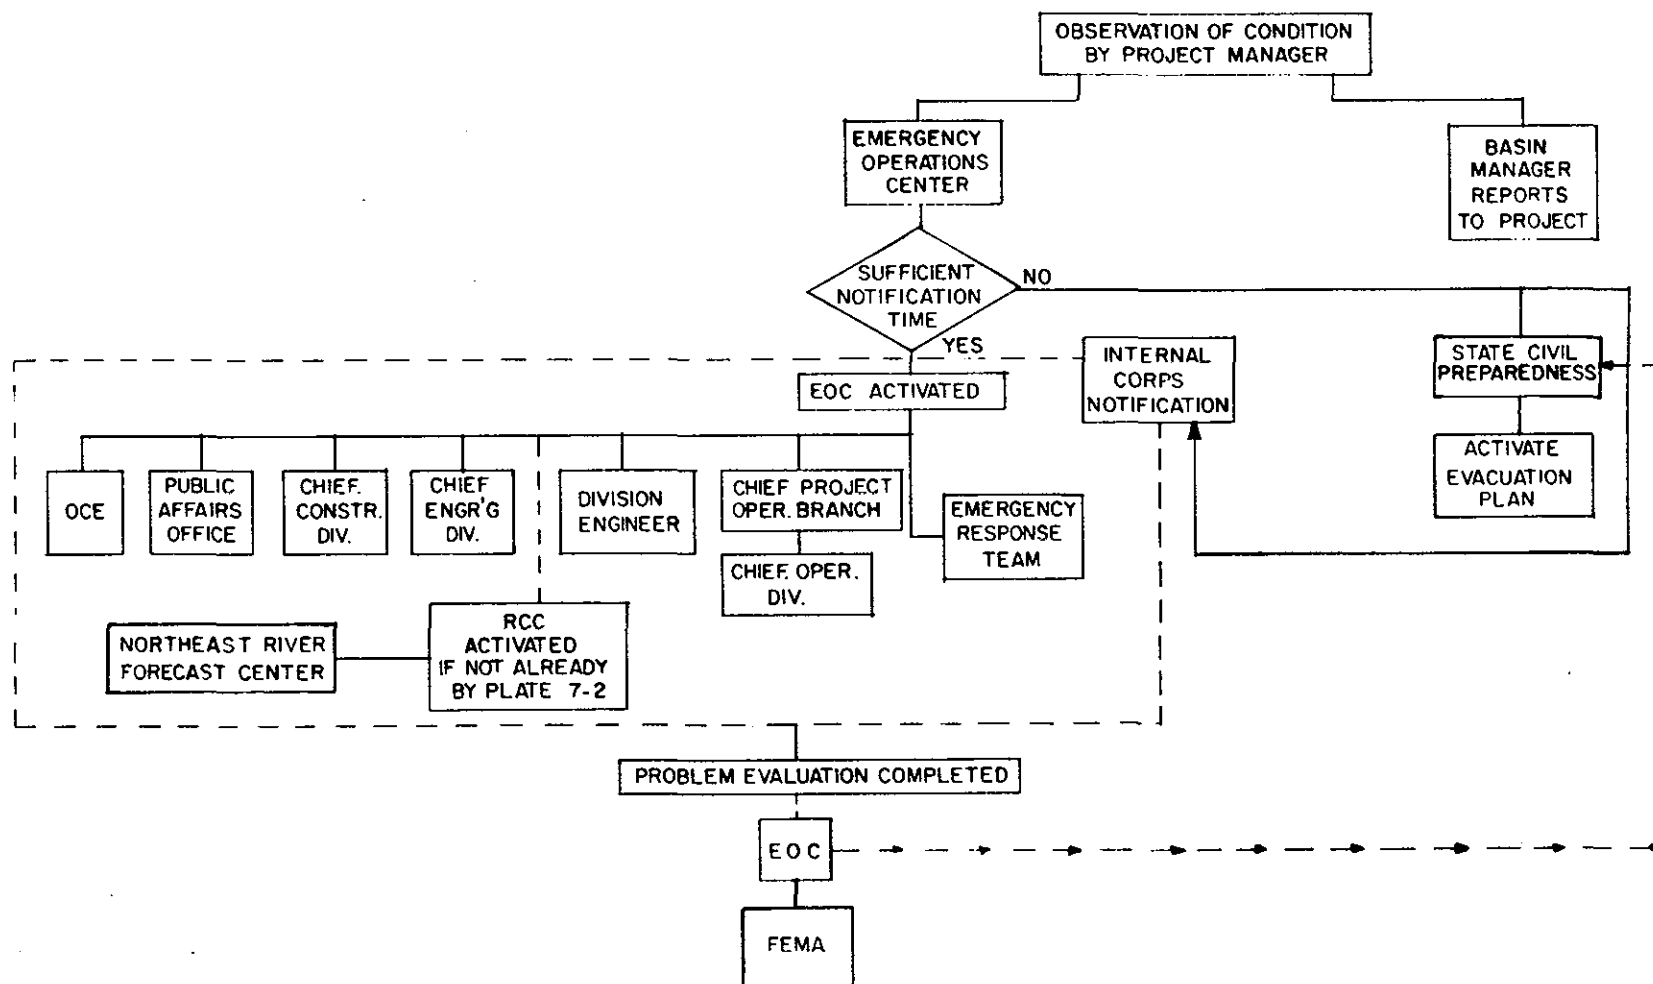 OBSERVATION OF CONDITION
BY PROJECT MANAGER
EMERGENCY
OPERATIONS
CENTER
BASIN
MANAGER
REPORTS
TO PROJECT
SUFFICIENT
NOTIFICATION
TIME
NO
YES
INTERNAL
CORPS
NOTIFICATION
STATE CIVIL
PREPAREDNESS
EOC ACTIVATED
ACTIVATE
EVACUATION
PLAN
OCE
PUBLIC
AFFAIRS
OFFICE
CHIEF.
CONSTR.
DIV.
CHIEF
ENGR'G
DIV.
DIVISION
ENGINEER
CHIEF PROJECT
OPER. BRANCH
CHIEF. OPER.
DIV.
EMERGENCY
RESPONSE
TEAM
NORTHEAST RIVER
FORECAST CENTER
RCC
ACTIVATED
IF NOT ALREADY
BY PLATE 7-2
PROBLEM EVALUATION COMPLETED
EOC
FEMA